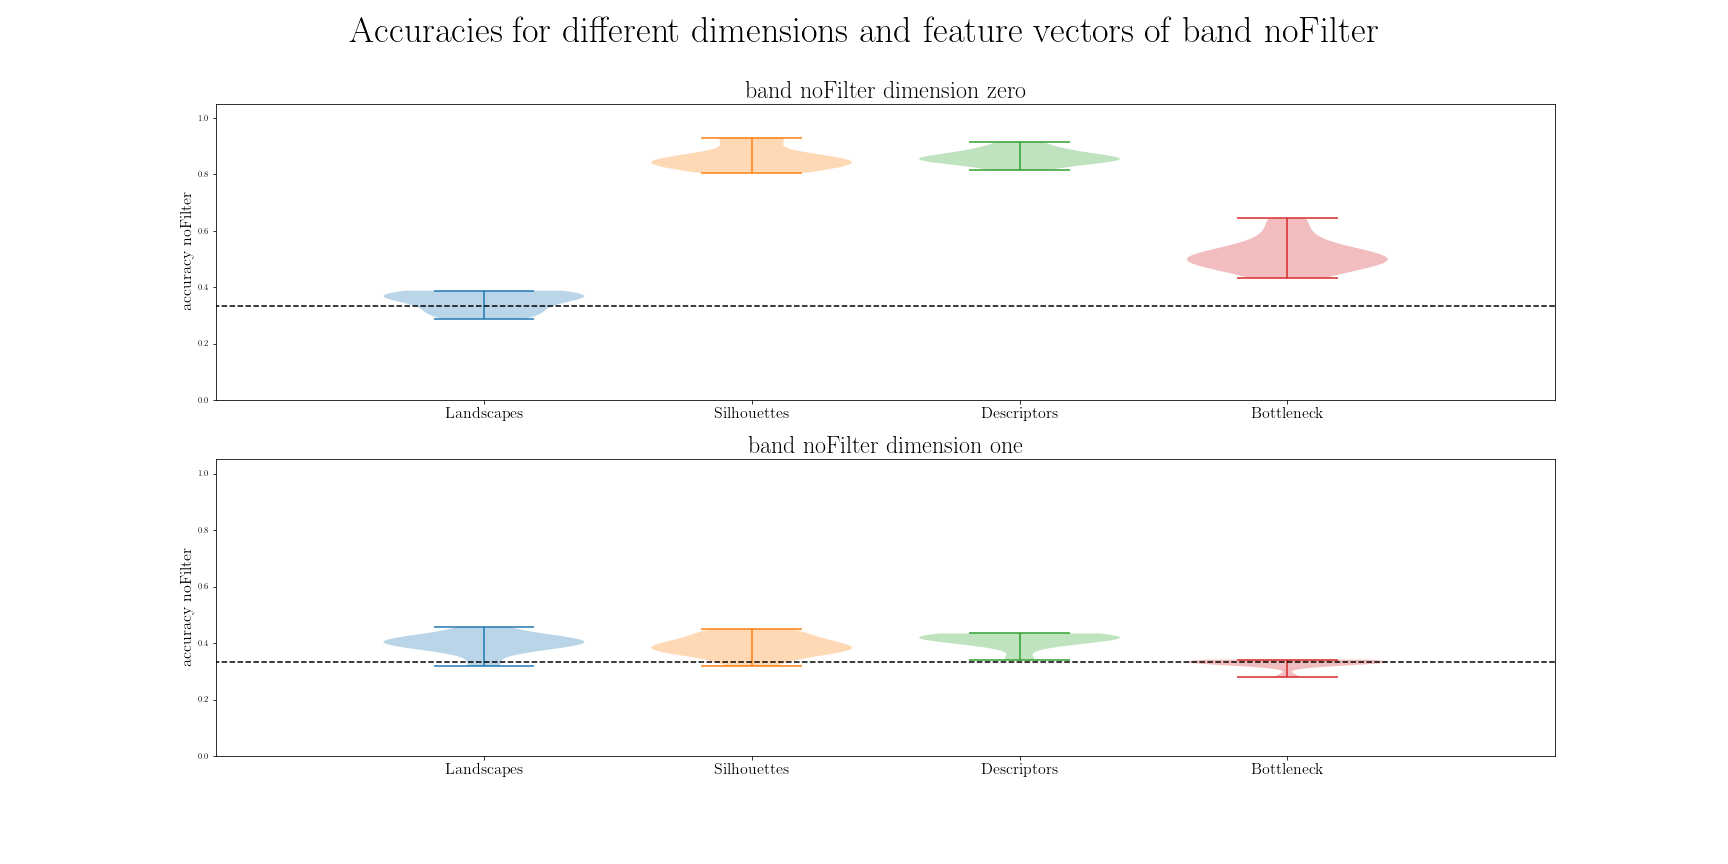 Accuracies for different dimensions and feature vectors of band noFilter
band noFilter dimension zero
accuracy noFilter
1.0
0.8
0.6
0.4
0.2
0.0
Landscapes Silhouettes Descriptors Bottleneck
band noFilter dimension one
accuracy noFilter
1.0
0.8
0.6
0.4
0.2
0.0
Landscapes Silhouettes Descriptors Bottleneck